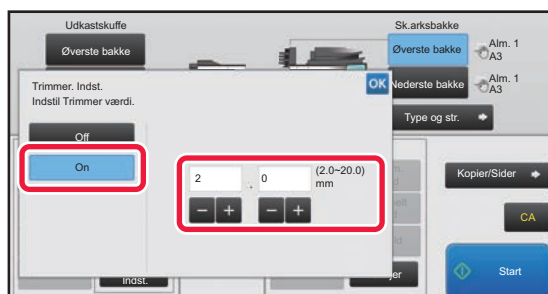 Udkastskuffe
Øverste bakke
Sk.arksbakke
Øverste bakke
Alm. 1
A3
Nederste bakke
Alm. 1
A3
Type og str.
Trimmer. Indst.
Indstil Trimmer værdi.
OK
Off
On
2 . 0 (2.0~20.0)
mm
− + − +
Kopier/Sider
CA
Start
Indst.